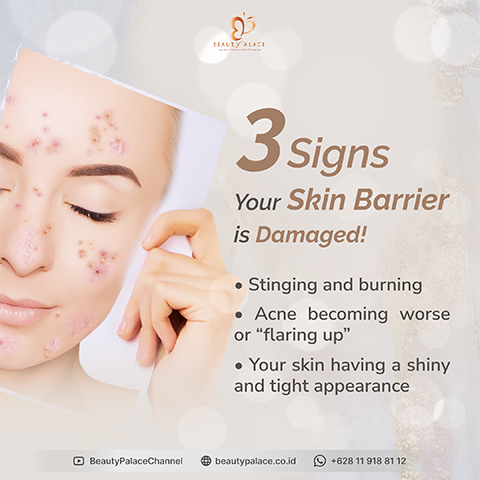 BEAUTY PALACE
3 Signs
Your Skin Barrier
is Damaged!
• Stinging and burning
• Acne becoming worse
or “flaring up”
• Your skin having a shiny
and tight appearance
BeautyPalaceChannel beautypalace.co.id +628 11 918 81 12